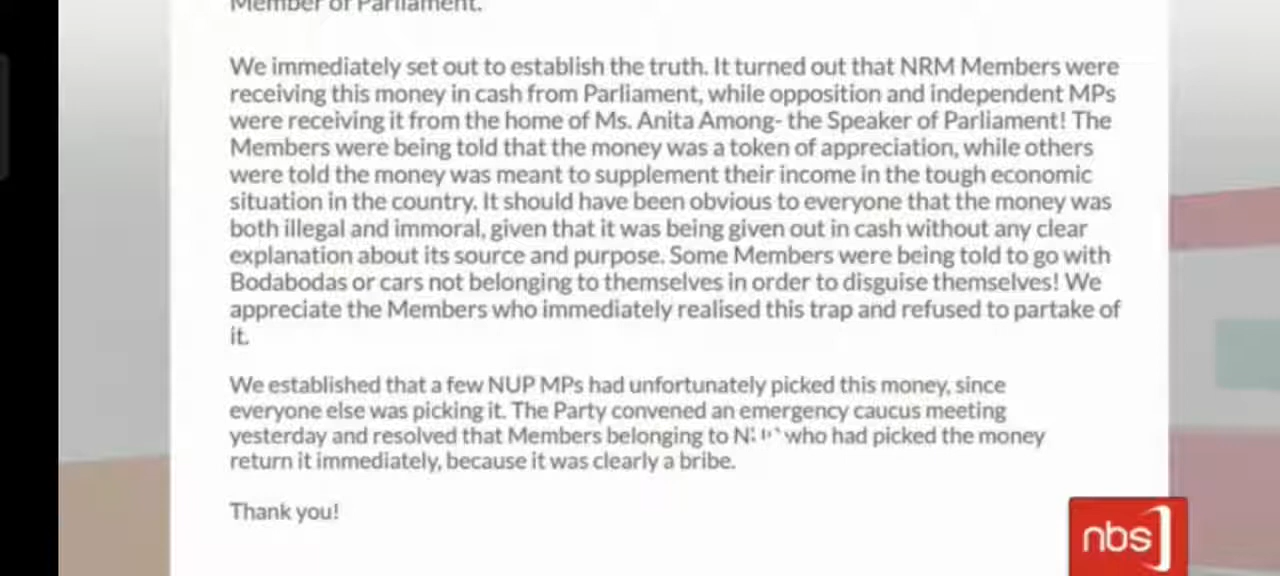 Member of Parliament.
We immediately set out to establish the truth. It turned out that NRM Members were
receiving this money in cash from Parliament, while opposition and independent MPs
were receiving it from the home of Ms. Anita Among- the Speaker of Parliament! The
Members were being told that the money was a token of appreciation, while others
were told the money was meant to supplement their income in the tough economic
situation in the country. It should have been obvious to everyone that the money was
both illegal and immoral, given that it was being given out in cash without any clear
explanation about its source and purpose. Some Members were being told to go with
Bodabodas or cars not belonging to themselves in order to disguise themselves! We
appreciate the Members who immediately realised this trap and refused to partake of
it.
We established that a few NUP MPs had unfortunately picked this money, since
everyone else was picking it. The Party convened an emergency caucus meeting
yesterday and resolved that Members belonging to who had picked the money
return it immediately, because it was clearly a bribe.
Thank you!
nbs